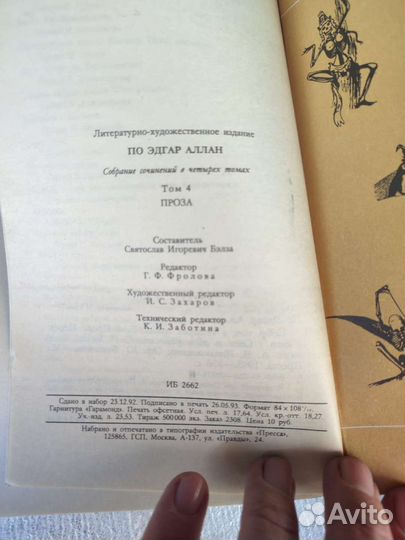 Литературно-художественное издание
ПО ЭДГАР АЛЛАН
Собрание сочинений в четырех томах
Том 4
ПРОЗА
Составитель
Святослав Игоревич Бэлза
Редактор
Г. Ф. Фролова
Художественный редактор
И. С. Захаров
Технический редактор
К. И. Заботина
ИБ 2662
Сдано в набор 23.12.92. Подписано в печать 26.05.93. Формат 84 х 108¹/
Гарнитура «Гарамонд». Печать офсетная. Усл. печ. л. 17,64. Усл. кр.-отт. 18,27
Уч.-изд. л. 23,53. Тираж 500 000 экз. Заказ 2308. Цена 10 руб.
Набрано и отпечатано в типографии издательства «Пресса»,
125865, ГСП, Москва, А-137, ул. «Правды», 24.
Avito